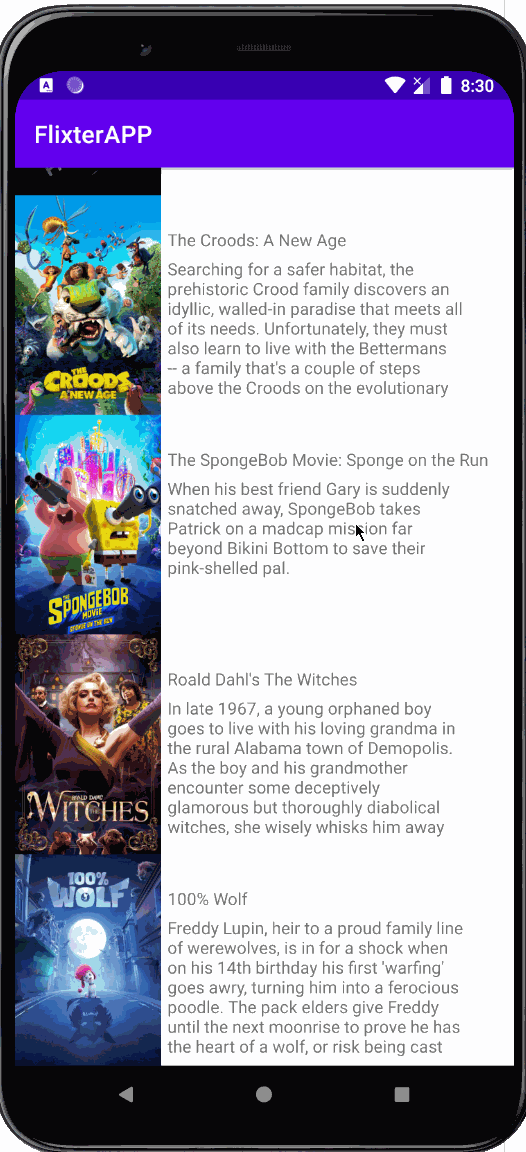 A
8:30
FlixterAPP
THE
CROODS
A NEW AGE
The Croods: A New Age
Searching for a safer habitat, the
prehistoric Crood family discovers an
idyllic, walled-in paradise that meets all
of its needs. Unfortunately, they must
also learn to live with the Bettermans
-- a family that's a couple of steps
above the Croods on the evolutionary
THE
SPONGEBOB
MOVIE
SPONGE ON THE RUN
The SpongeBob Movie: Sponge on the Run
When his best friend Gary is suddenly
snatched away, SpongeBob takes
Patrick on a madcap mission far
beyond Bikini Bottom to save their
pink-shelled pal.
ROALD DAHL'S
THE
WITCHES
Roald Dahl's The Witches
In late 1967, a young orphaned boy
goes to live with his loving grandma in
the rural Alabama town of Demopolis.
As the boy and his grandmother
encounter some deceptively
glamorous but thoroughly diabolical
witches, she wisely whisks him away
100%
WOLF
100% Wolf
Freddy Lupin, heir to a proud family line
of werewolves, is in for a shock when
on his 14th birthday his first 'warfing'
goes awry, turning him into a ferocious
poodle. The pack elders give Freddy
until the next moonrise to prove he has
the heart of a wolf, or risk being cast